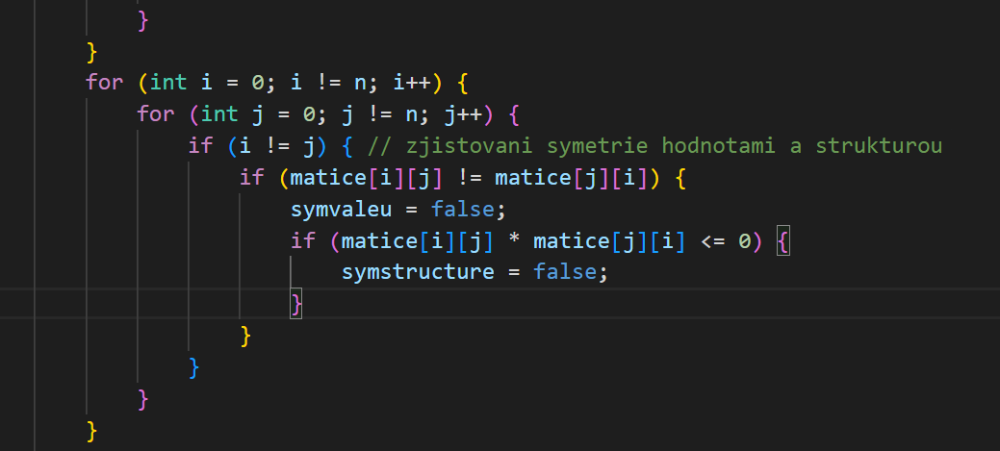 }
}
for (int i = 0; i != n; i++) {
for (int j = 0; j != n; j++) {
if (i != j) { // zjistovani symetrie hodnotami a strukturou
if (matice[i][j] != matice[j][i]) {
symvaleu = false;
if (matice[i][j] * matice[j][i] <= 0) {
symstructure = false;
}
}
}
}
}